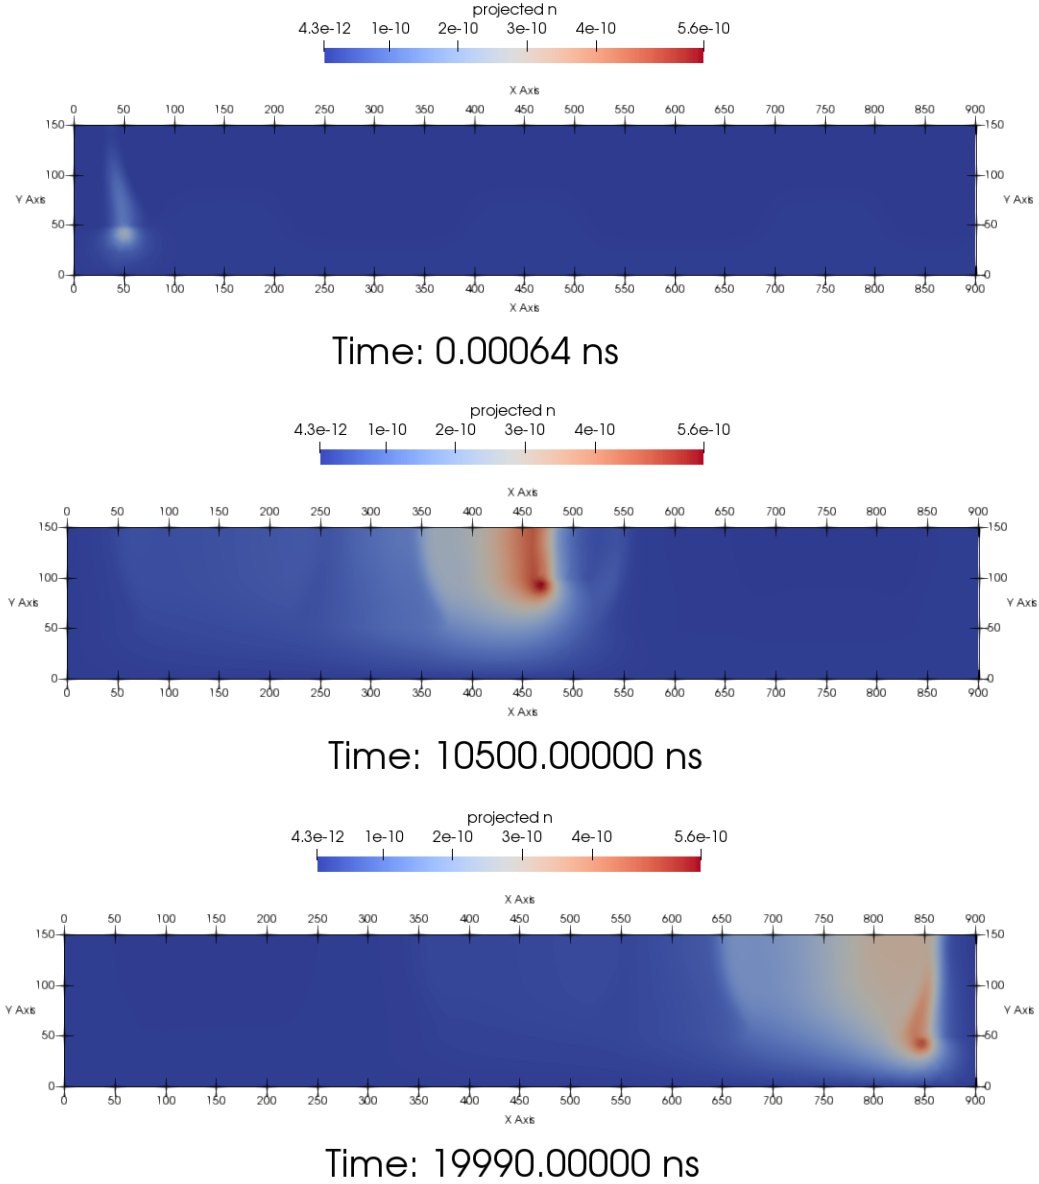 projected n
4.3e-12 1e-10 2e-10 3e-10 4e-10 5.6e-10
X Axis
0 50 100 150 200 250 300 350 400 450 500 550 600 650 700 750 800 850 900
150 150
100 100
Y Axis Y Axis
50 50
0 0
0 50 100 150 200 250 300 350 400 450 500 550 600 650 700 750 800 850 900
X Axis
Time: 0.00064 ns
projected n
4.3e-12 1e-10 2e-10 3e-10 4e-10 5.6e-10
X Axis
0 50 100 150 200 250 300 350 400 450 500 550 600 650 700 750 800 850 900
150 150
100 100
Y Axis Y Axis
50 50
0 0
0 50 100 150 200 250 300 350 400 450 500 550 600 650 700 750 800 850 900
X Axis
Time: 10500.00000 ns
projected n
4.3e-12 1e-10 2e-10 3e-10 4e-10 5.6e-10
X Axis
0 50 100 150 200 250 300 350 400 450 500 550 600 650 700 750 800 850 900
150 150
100 100
Y Axis Y Axis
50 50
0 0
0 50 100 150 200 250 300 350 400 450 500 550 600 650 700 750 800 850 900
X Axis
Time: 19990.00000 ns